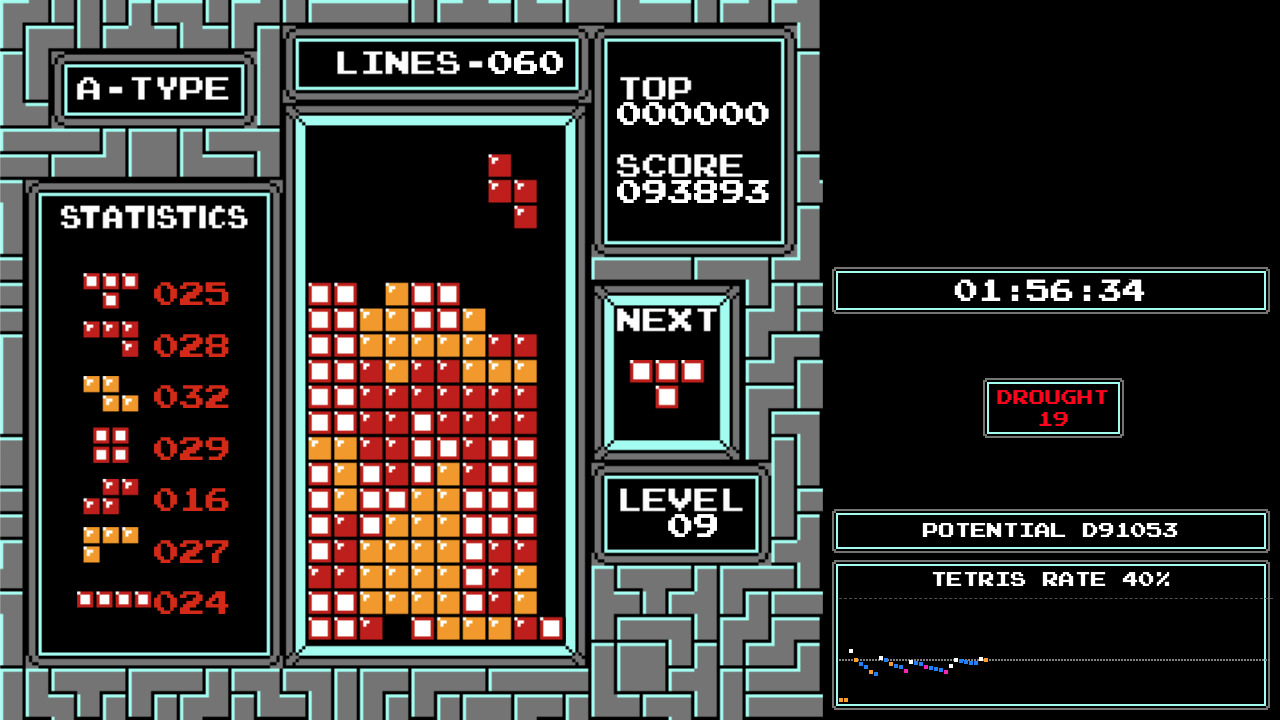 A-TYPE
LINES-060
TOP
000000
SCORE
093893
STATISTICS
025
028
032
029
016
027
024
NEXT
LEVEL
09
01:56:34
DROUGHT
19
POTENTIAL D91053
TETRIS RATE 40%